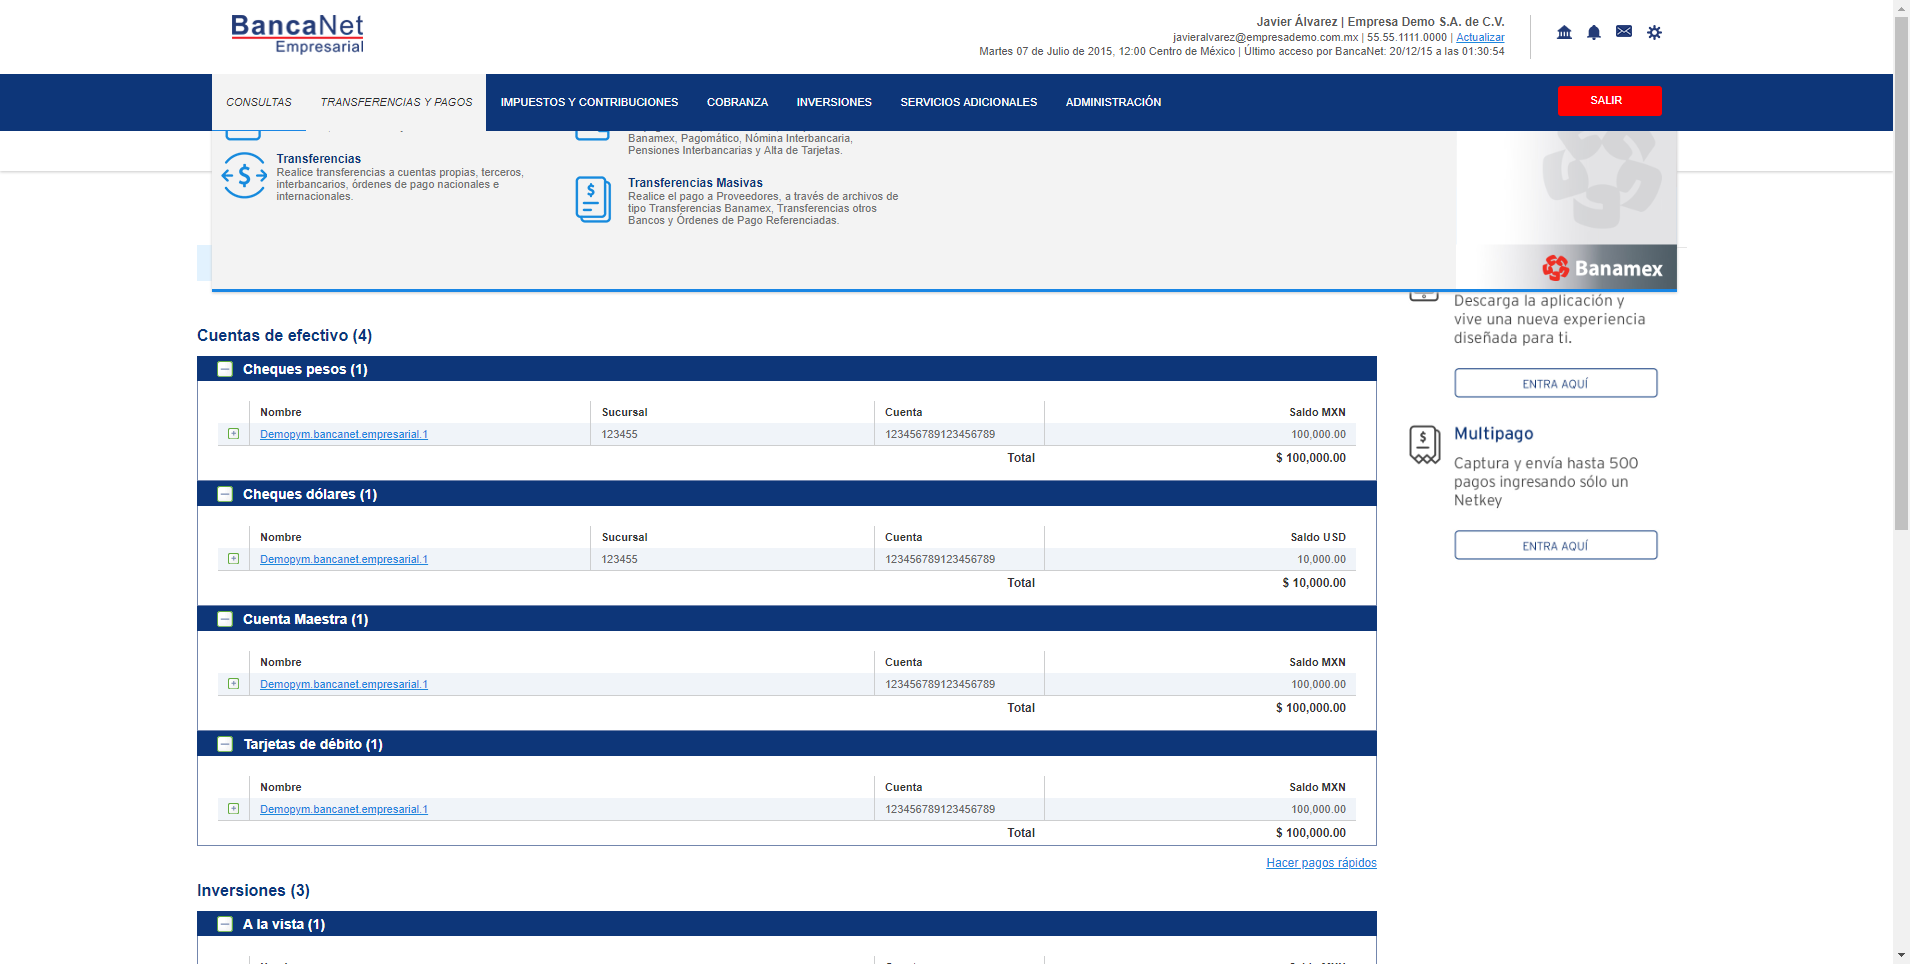 BancaNet
Empresarial
Javier Álvarez | Empresa Demo S.A. de C.V.
javieralvarez@empresademo.com.mx | 55.55.1111.0000 | Actualizar
Martes 07 de Julio de 2015, 12:00 Centro de México | Último acceso por BancaNet: 20/12/15 a las 01:30:54
CONSULTAS
TRANSFERENCIAS Y PAGOS
IMPUESTOS Y CONTRIBUCIONES
COBRANZA
INVERSIONES
SERVICIOS ADICIONALES
ADMINISTRACIÓN
SALIR
Transferencias
Realice transferencias a cuentas propias, terceros,
interbancarios, órdenes de pago nacionales e
internacionales.
Banamex, Pagomático, Nómina Interbancaria,
Pensiones Interbancarias y Alta de Tarjetas.
Transferencias Masivas
Realice el pago a Proveedores, a través de archivos de
tipo Transferencias Banamex, Transferencias otros
Bancos y Órdenes de Pago Referenciadas.
Banamex
Descarga la aplicación y
vive una nueva experiencia
diseñada para ti.
ENTRA AQUÍ
Multipago
Captura y envía hasta 500
pagos ingresando sólo un
Netkey
ENTRA AQUÍ
Cuentas de efectivo (4)
Cheques pesos (1)
Nombre Sucursal Cuenta Saldo MXN
Demopym.bancanet.empresarial.1 123455 123456789123456789 100,000.00
Total $ 100,000.00
Cheques dólares (1)
Nombre Sucursal Cuenta Saldo USD
Demopym.bancanet.empresarial.1 123455 123456789123456789 10,000.00
Total $ 10,000.00
Cuenta Maestra (1)
Nombre Cuenta Saldo MXN
Demopym.bancanet.empresarial.1 123456789123456789 100,000.00
Total $ 100,000.00
Tarjetas de débito (1)
Nombre Cuenta Saldo MXN
Demopym.bancanet.empresarial.1 123456789123456789 100,000.00
Total $ 100,000.00
Hacer pagos rápidos
Inversiones (3)
A la vista (1)